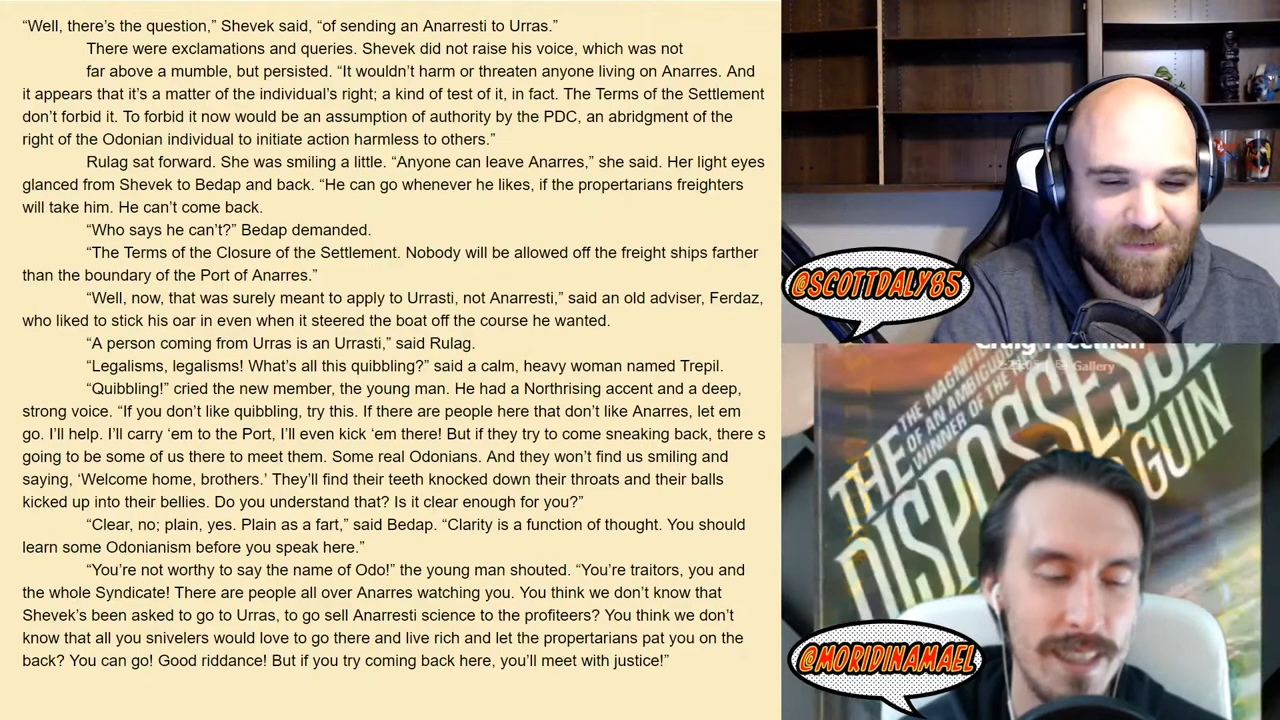 “Well, there’s the question,” Shevek said, “of sending an Anarresti to Urras.”
There were exclamations and queries. Shevek did not raise his voice, which was not
far above a mumble, but persisted. “It wouldn’t harm or threaten anyone living on Anarres. And
it appears that it’s a matter of the individual’s right; a kind of test of it, in fact. The Terms of the Settlement
don’t forbid it. To forbid it now would be an assumption of authority by the PDC, an abridgment of the
right of the Odonian individual to initiate action harmless to others.”
Rulag sat forward. She was smiling a little. “Anyone can leave Anarres,” she said. Her light eyes
glanced from Shevek to Bedap and back. “He can go whenever he likes, if the propertarians freighters
will take him. He can’t come back.
“Who says he can’t?” Bedap demanded.
“The Terms of the Closure of the Settlement. Nobody will be allowed off the freight ships farther
than the boundary of the Port of Anarres.”
“Well, now, that was surely meant to apply to Urrasti, not Anarresti,” said an old adviser, Ferdaz,
who liked to stick his oar in even when it steered the boat off the course he wanted.
“A person coming from Urras is an Urrasti,” said Rulag.
“Legalisms, legalisms! What’s all this quibbling?” said a calm, heavy woman named Trepil.
“Quibbling!” cried the new member, the young man. He had a Northrising accent and a deep,
strong voice. “If you don’t like quibbling, try this. If there are people here that don’t like Anarres, let em
go. I’ll help. I’ll carry ‘em to the Port, I’ll even kick ‘em there! But if they try to come sneaking back, there s
going to be some of us there to meet them. Some real Odonians. And they won’t find us smiling and
saying, ‘Welcome home, brothers.’ They’ll find their teeth knocked down their throats and their balls
kicked up into their bellies. Do you understand that? Is it clear enough for you?”
“Clear, no; plain, yes. Plain as a fart,” said Bedap. “Clarity is a function of thought. You should
learn some Odonianism before you speak here.”
“You’re not worthy to say the name of Odo!” the young man shouted. “You’re traitors, you and
the whole Syndicate! There are people all over Anarres watching you. You think we don’t know that
Shevek’s been asked to go to Urras, to go sell Anarresti science to the profiteers? You think we don’t
know that all you snivelers would love to go there and live rich and let the propertarians pat you on the
back? You can go! Good riddance! But if you try coming back here, you’ll meet with justice!”
@SCOTTDALY85
Gallery
THE MAGNIFI
OF AN AMBIGUOU
WINNER OF THE
THE
DISPOSSESSE
GUIN
@MORIDINAMAEL